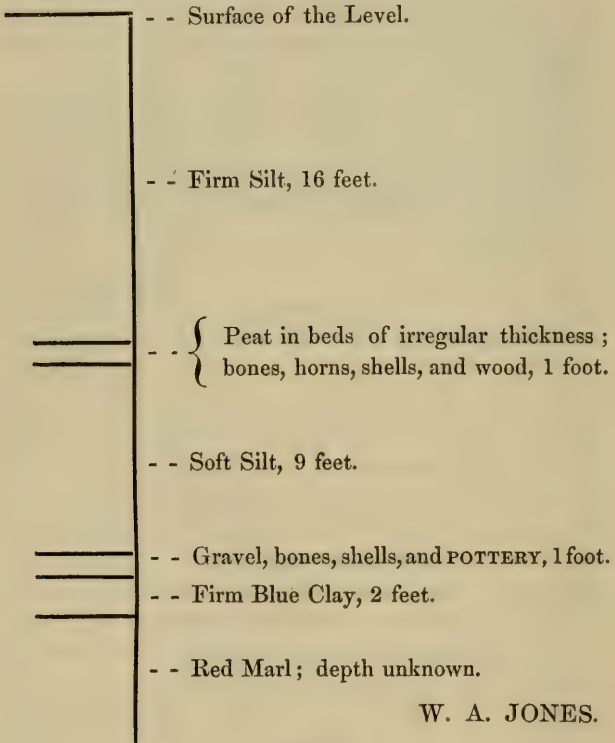 - - Surface of the Level.
- - Firm Silt, 16 feet.
- - { Peat in beds of irregular thickness ;
bones, horns, shells, and wood, 1 foot.
- - Soft Silt, 9 feet.
- - Gravel, bones, shells, and POTTERY, 1 foot.
- - Firm Blue Clay, 2 feet.
- - Red Marl ; depth unknown.
W. A. JONES.